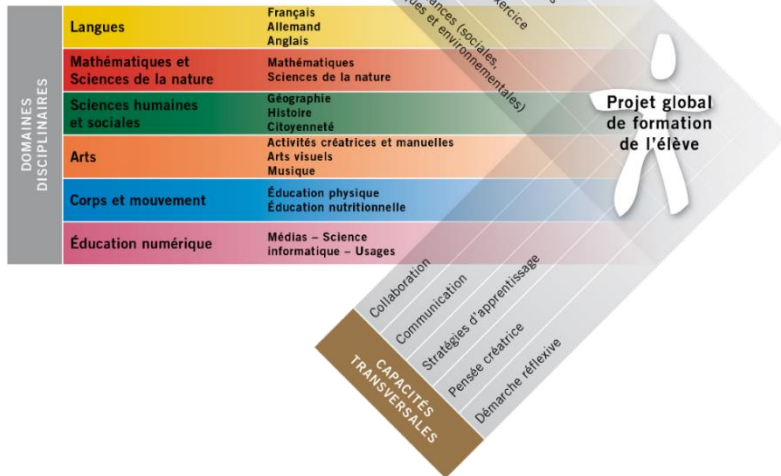 DOMAINES
DISCIPLINAIRES
Langues
Français
Allemand
Anglais
Mathématiques et
Sciences de la nature
Mathématiques
Sciences de la nature
Sciences humaines
et sociales
Géographie
Histoire
Citoyenneté
Arts
Activités créatrices et manuelles
Arts visuels
Musique
Corps et mouvement
Éducation physique
Éducation nutritionnelle
Éducation numérique
Médias – Science
informatique – Usages
(sociales,
et environnementales)
Projet global
de formation
de l'élève
Collaboration
Communication
Stratégies d'apprentissage
Pensée créatrice
Démarche réflexive
CAPACITÉS
TRANSVERSALES